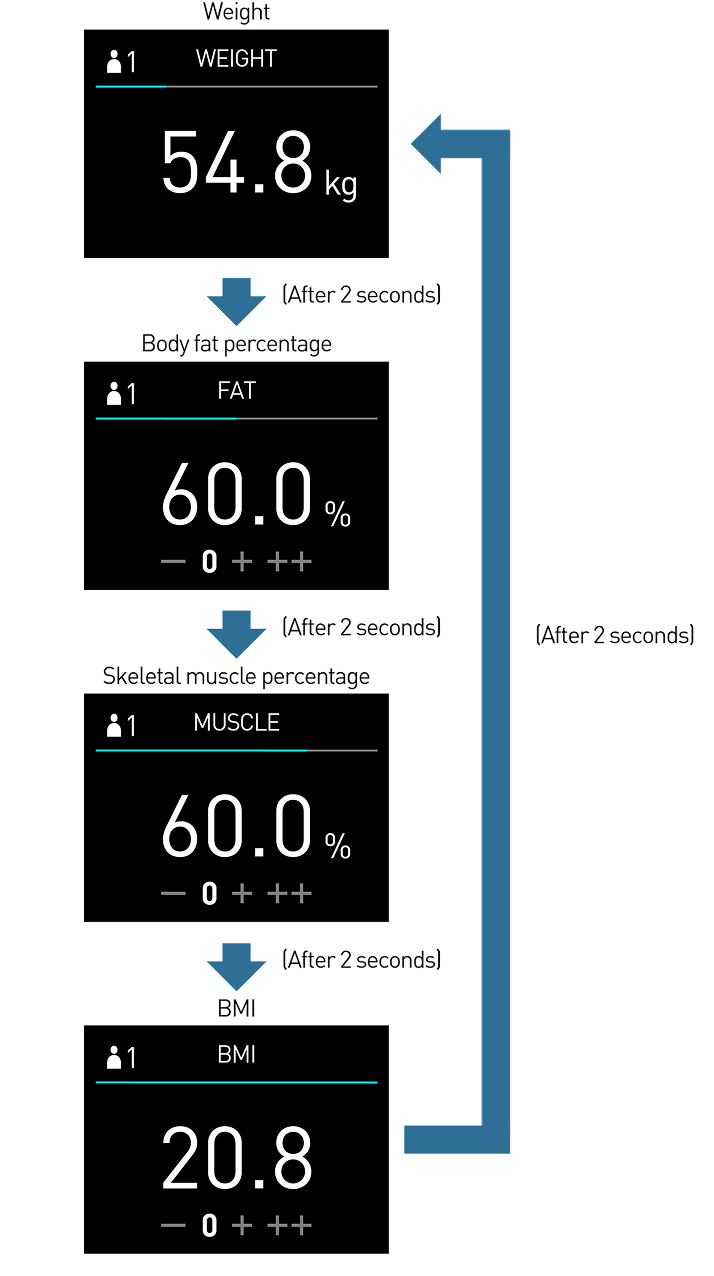 Weight
1 WEIGHT
54.8 kg
(After 2 seconds)
Body fat percentage
1 FAT
60.0 %
− 0 + ++
(After 2 seconds)
(After 2 seconds)
Skeletal muscle percentage
1 MUSCLE
60.0 %
− 0 + ++
(After 2 seconds)
BMI
1 BMI
20.8
− 0 + ++